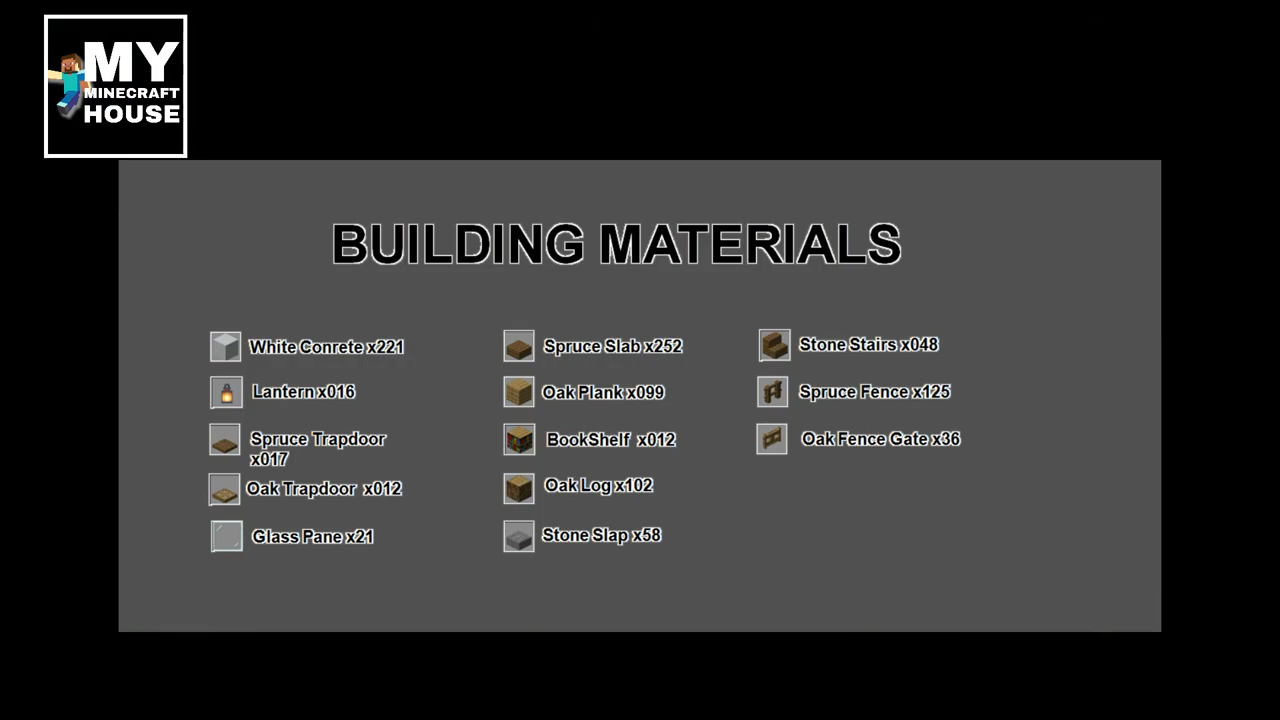 MY
MINECRAFT
HOUSE
BUILDING MATERIALS
White Conrete x221
Lantern x016
Spruce Trapdoor
x017
Oak Trapdoor x012
Glass Pane x21
Spruce Slab x252
Oak Plank x099
BookShelf x012
Oak Log x102
Stone Slap x58
Stone Stairs x048
Spruce Fence x125
Oak Fence Gate x36